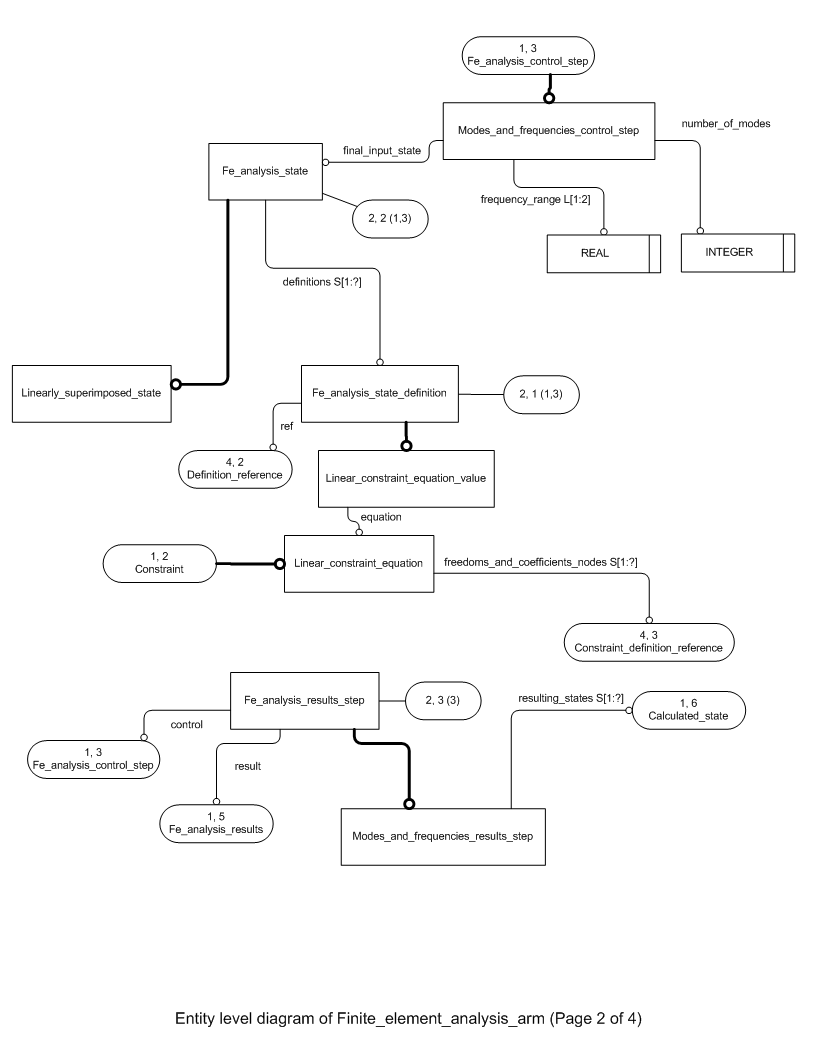 1, 3
Fe_analysis_control_step
Modes_and_frequencies_control_step
number_of_modes
final_input_state
Fe_analysis_state
frequency_range L[1:2]
2, 2 (1,3)
REAL
INTEGER
definitions S[1:?]
Linearly_superimposed_state
Fe_analysis_state_definition
2, 1 (1,3)
ref
4, 2
Definition_reference
Linear_constraint_equation_value
equation
1, 2
Constraint
Linear_constraint_equation
freedoms_and_coefficients_nodes S[1:?]
4, 3
Constraint_definition_reference
Fe_analysis_results_step
2, 3 (3)
resulting_states S[1:?]
1, 6
Calculated_state
control
1, 3
Fe_analysis_control_step
result
1, 5
Fe_analysis_results
Modes_and_frequencies_results_step
Entity level diagram of Finite_element_analysis_arm (Page 2 of 4)